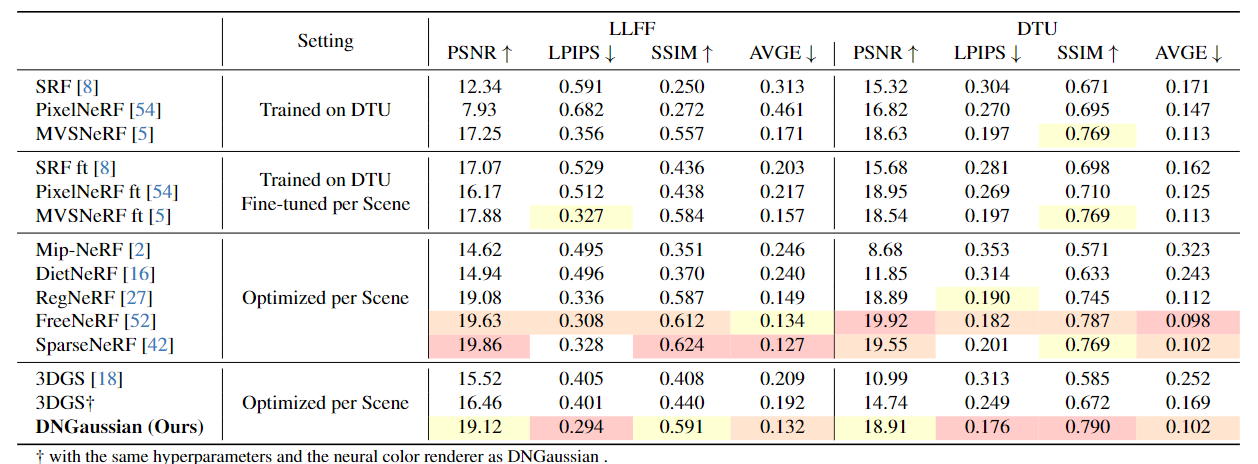 Setting LLFF DTU
PSNR ↑ LPIPS ↓ SSIM ↑ AVGE ↓ PSNR ↑ LPIPS ↓ SSIM ↑ AVGE ↓
SRF [8] 12.34 0.591 0.250 0.313 15.32 0.304 0.671 0.171
PixelNeRF [54] Trained on DTU 7.93 0.682 0.272 0.461 16.82 0.270 0.695 0.147
MVSNeRF [5] 17.25 0.356 0.557 0.171 18.63 0.197 0.769 0.113
SRF ft [8] Trained on DTU 17.07 0.529 0.436 0.203 15.68 0.281 0.698 0.162
PixelNeRF ft [54] Fine-tuned per Scene 16.17 0.512 0.438 0.217 18.95 0.269 0.710 0.125
MVSNeRF ft [5] 17.88 0.327 0.584 0.157 18.54 0.197 0.769 0.113
Mip-NeRF [2] 14.62 0.495 0.351 0.246 8.68 0.353 0.571 0.323
DietNeRF [16] 14.94 0.496 0.370 0.240 11.85 0.314 0.633 0.243
RegNeRF [27] Optimized per Scene 19.08 0.336 0.587 0.149 18.89 0.190 0.745 0.112
FreeNeRF [52] 19.63 0.308 0.612 0.134 19.92 0.182 0.787 0.098
SparseNeRF [42] 19.86 0.328 0.624 0.127 19.55 0.201 0.769 0.102
3DGS [18] 15.52 0.405 0.408 0.209 10.99 0.313 0.585 0.252
3DGS† Optimized per Scene 16.46 0.401 0.440 0.192 14.74 0.249 0.672 0.169
DNGaussian (Ours) 19.12 0.294 0.591 0.132 18.91 0.176 0.790 0.102
† with the same hyperparameters and the neural color renderer as DNGaussian .